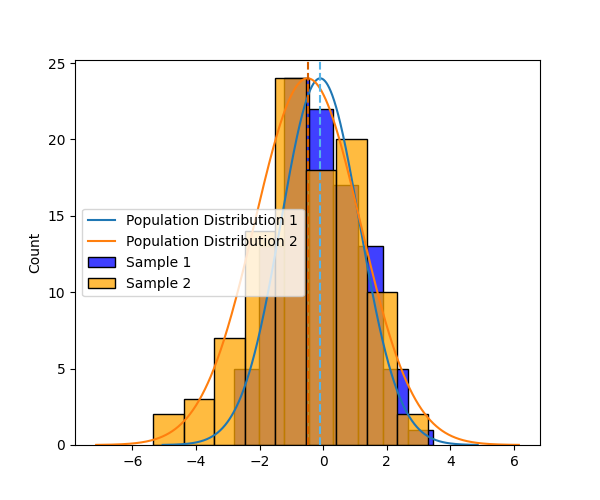 25
20
15
10
5
0
Count
Population Distribution 1
Population Distribution 2
Sample 1
Sample 2
−6 −4 −2 0 2 4 6